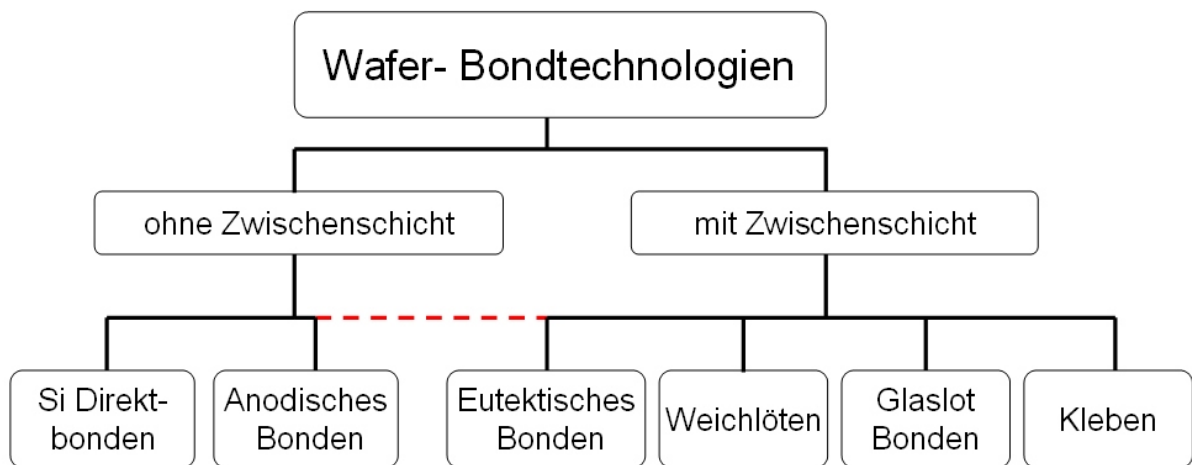 Wafer- Bondtechnologien
ohne Zwischenschicht
mit Zwischenschicht
Si Direkt-
bonden
Anodisches
Bonden
Eutektisches
Bonden
Weichlöten
Glaslot
Bonden
Kleben